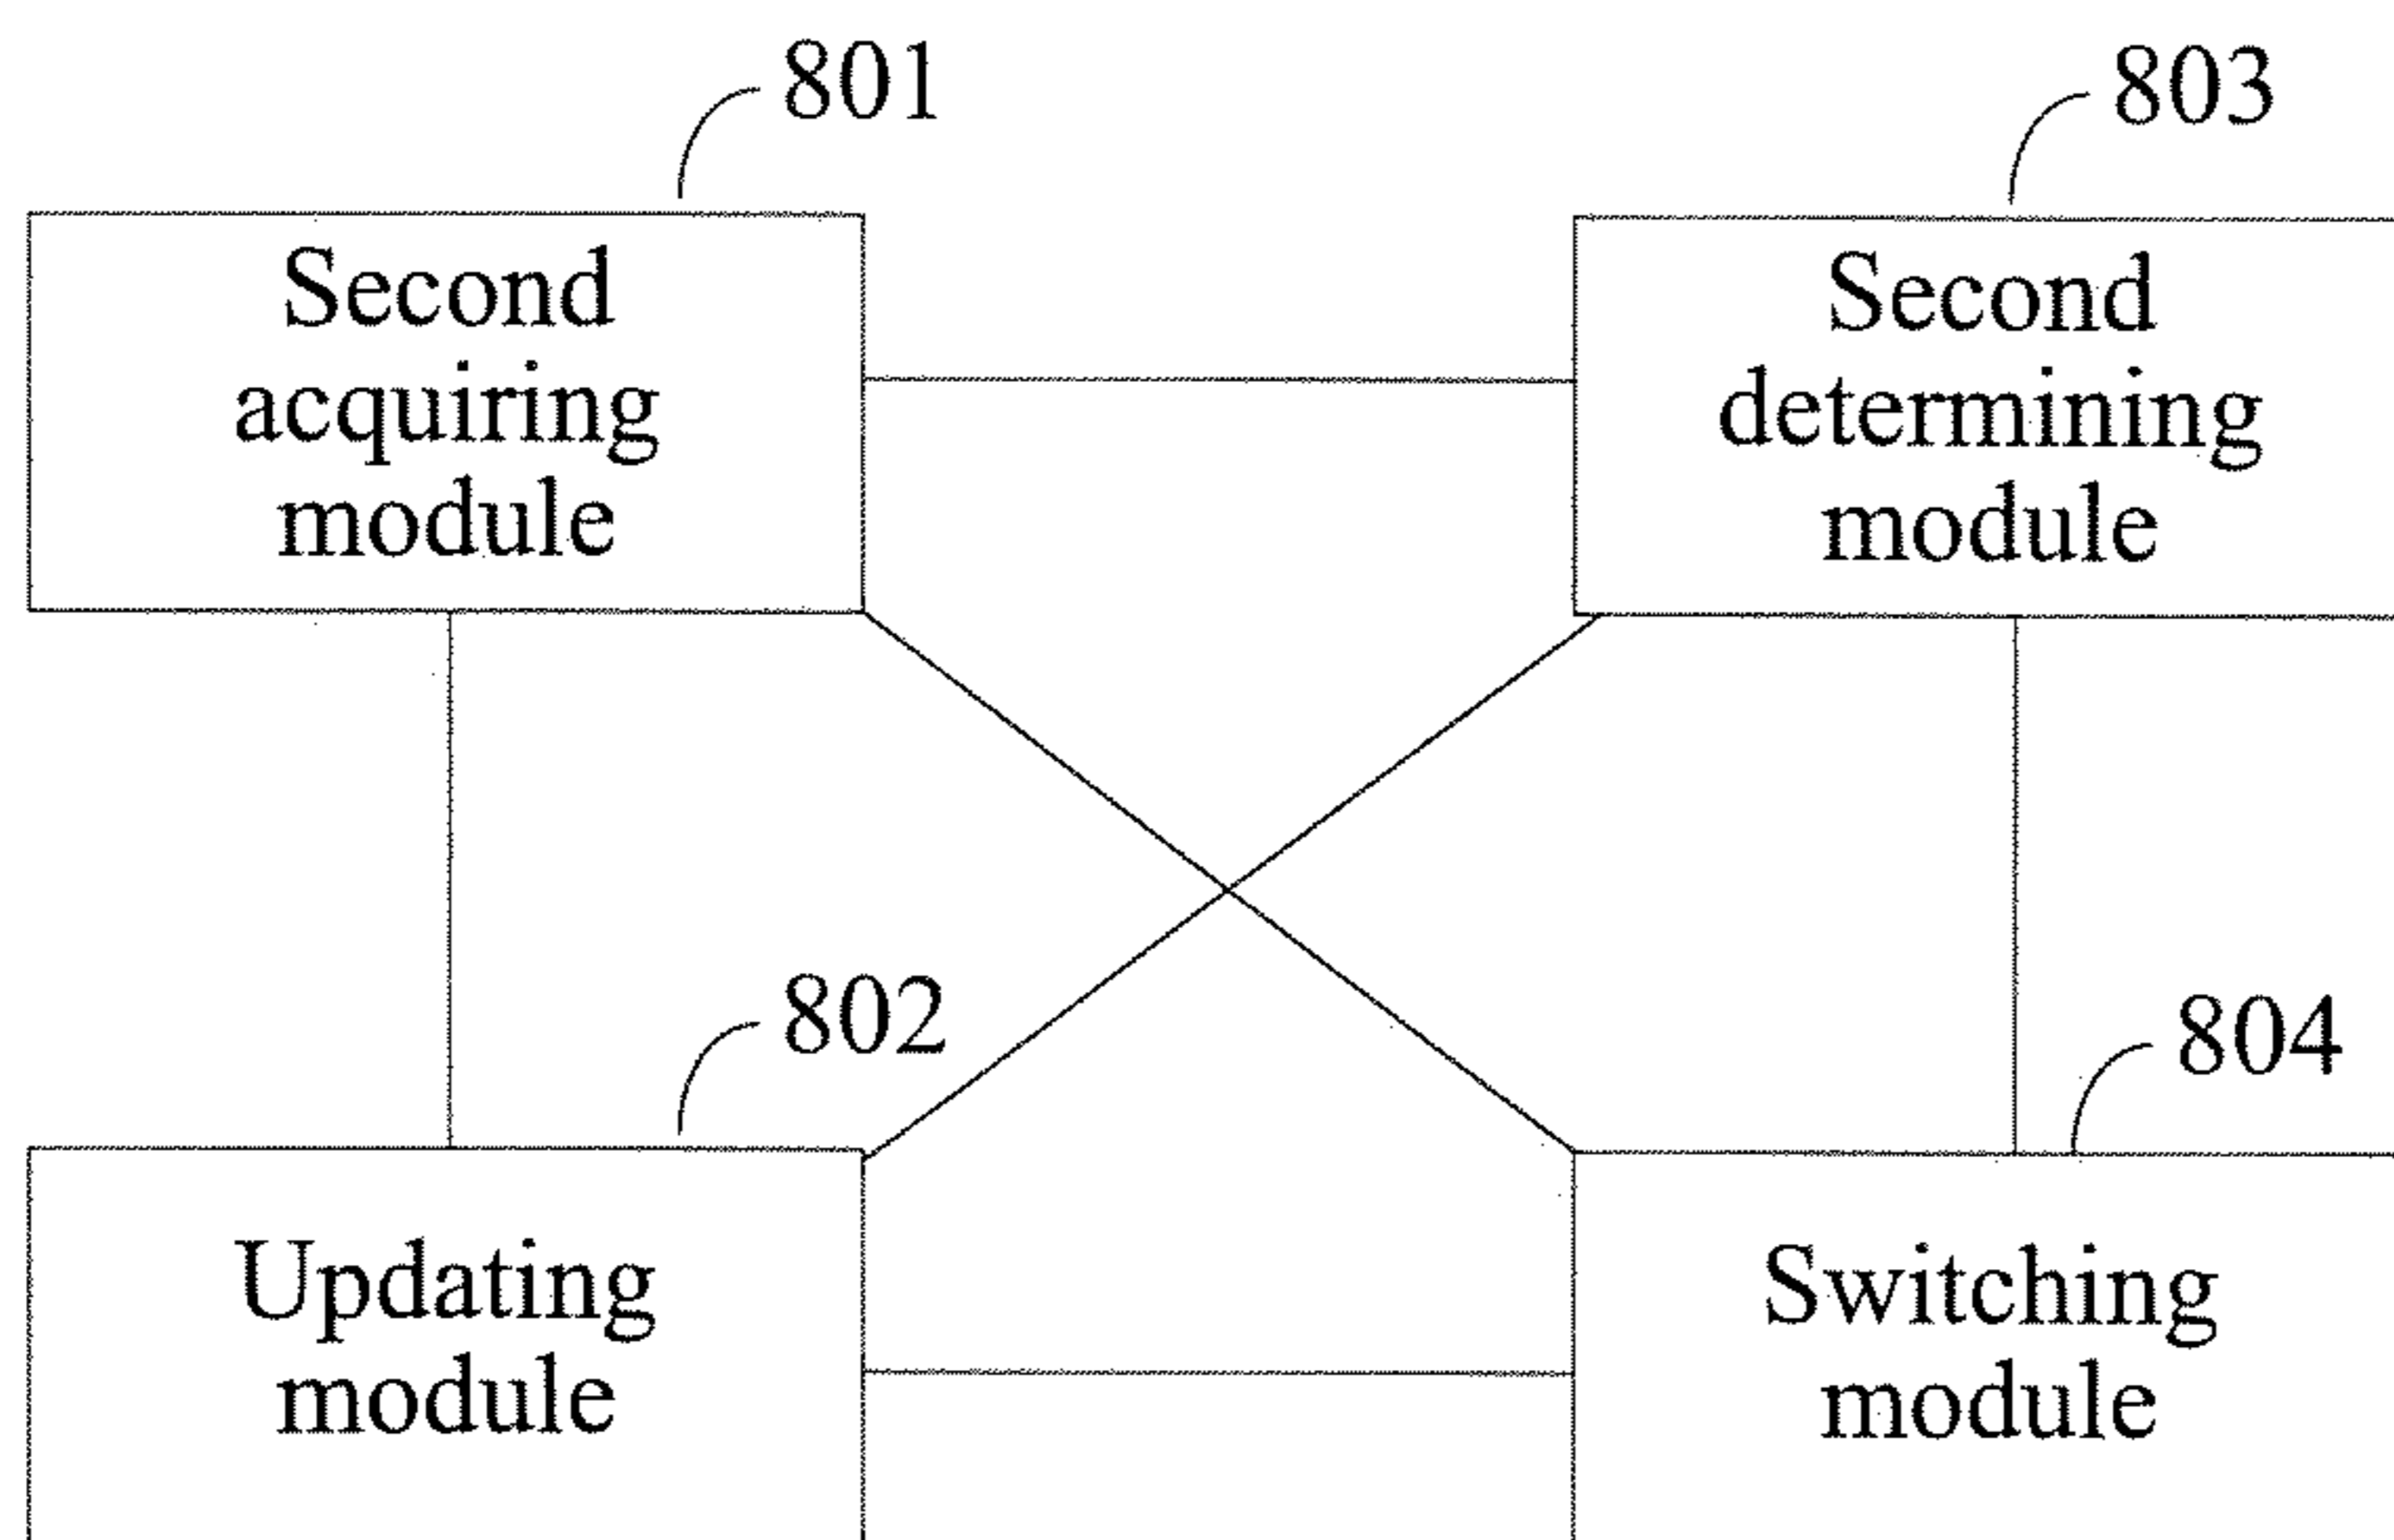 801
Second
acquiring
module
803
Second
determining
module
802
Updating
module
804
Switching
module